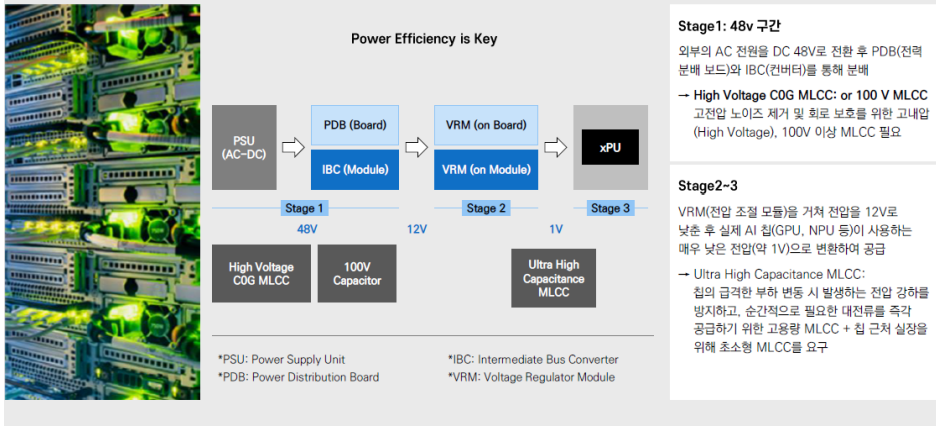 Power Efficiency is Key
PSU
(AC-DC)
PDB (Board)
IBC (Module)
VRM (on Board)
VRM (on Module)
xPU
Stage 1
Stage 2
Stage 3
48V
12V
1V
High Voltage
C0G MLCC
100V
Capacitor
Ultra High
Capacitance
MLCC
*PSU: Power Supply Unit
*PDB: Power Distribution Board
*IBC: Intermediate Bus Converter
*VRM: Voltage Regulator Module
Stage1: 48v 구간
외부의 AC 전원을 DC 48V로 전환 후 PDB(전력
분배 보드)와 IBC(컨버터)를 통해 분배
→ High Voltage C0G MLCC: or 100 V MLCC
고전압 노이즈 제거 및 회로 보호를 위한 고내압
(High Voltage), 100V 이상 MLCC 필요
Stage2~3
VRM(전압 조절 모듈)을 거쳐 전압을 12V로
낮춘 후 실제 AI 칩(GPU, NPU 등)이 사용하는
매우 낮은 전압(약 1V)으로 변환하여 공급
→ Ultra High Capacitance MLCC:
칩의 급격한 부하 변동 시 발생하는 전압 강하를
방지하고, 순간적으로 필요한 대전류를 즉각
공급하기 위한 고용량 MLCC + 칩 근처 실장을
위해 초소형 MLCC를 요구